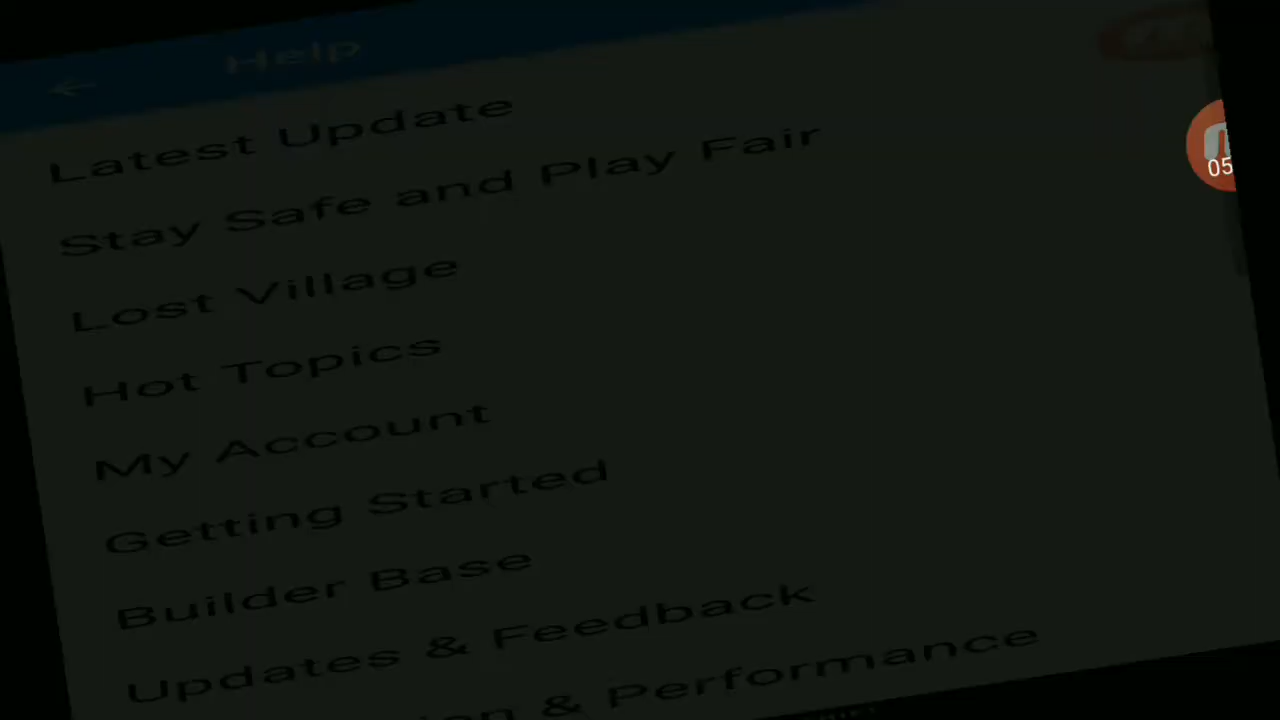 Help
Latest Update
Stay Safe and Play Fair
05
Lost Village
Hot Topics
My Account
Getting Started
Builder Base
Updates & Feedback
& Performance